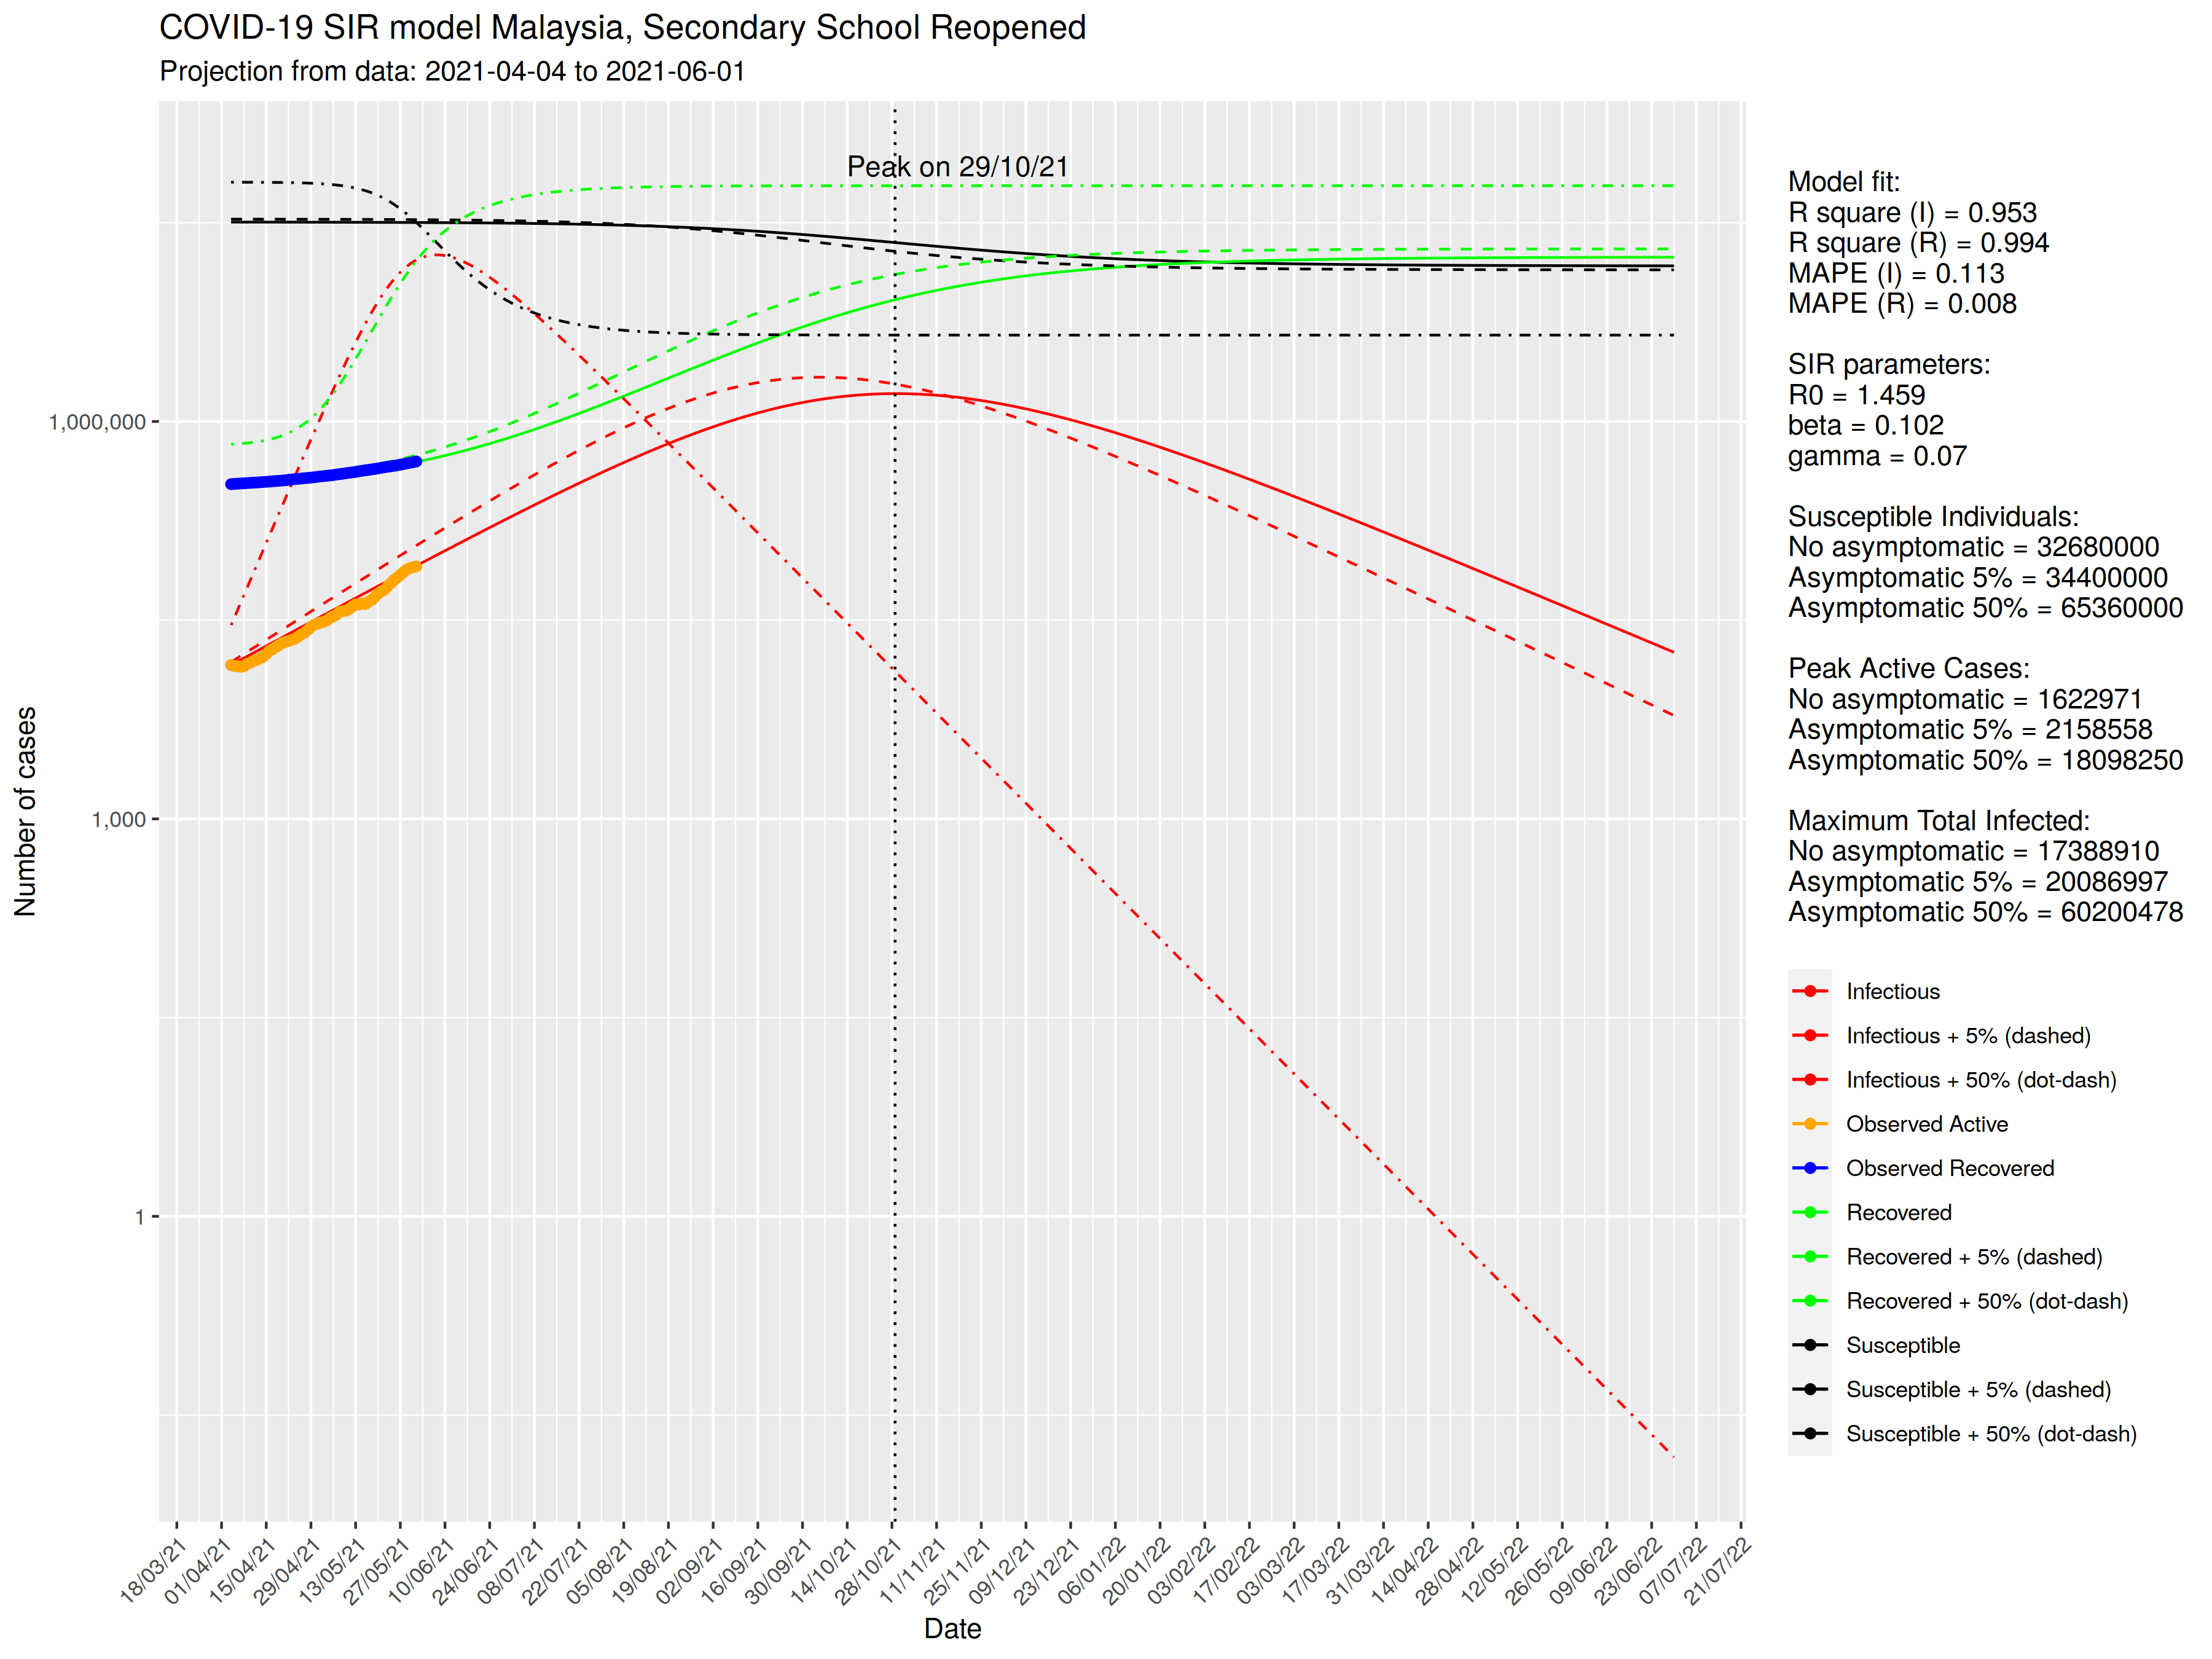 COVID-19 SIR model Malaysia, Secondary School Reopened
Projection from data: 2021-04-04 to 2021-06-01
Peak on 29/10/21
Number of cases
1,000,000
1,000
1
18/03/21
01/04/21
15/04/21
29/04/21
13/05/21
27/05/21
10/06/21
24/06/21
08/07/21
22/07/21
05/08/21
19/08/21
02/09/21
16/09/21
30/09/21
14/10/21
28/10/21
11/11/21
25/11/21
09/12/21
23/12/21
06/01/22
20/01/22
03/02/22
17/02/22
03/03/22
17/03/22
31/03/22
14/04/22
28/04/22
12/05/22
26/05/22
09/06/22
23/06/22
07/07/22
21/07/22
Date
Model fit:
R square (I) = 0.953
R square (R) = 0.994
MAPE (I) = 0.113
MAPE (R) = 0.008
SIR parameters:
R0 = 1.459
beta = 0.102
gamma = 0.07
Susceptible Individuals:
No asymptomatic = 32680000
Asymptomatic 5% = 34400000
Asymptomatic 50% = 65360000
Peak Active Cases:
No asymptomatic = 1622971
Asymptomatic 5% = 2158558
Asymptomatic 50% = 18098250
Maximum Total Infected:
No asymptomatic = 17388910
Asymptomatic 5% = 20086997
Asymptomatic 50% = 60200478
Infectious
Infectious + 5% (dashed)
Infectious + 50% (dot-dash)
Observed Active
Observed Recovered
Recovered
Recovered + 5% (dashed)
Recovered + 50% (dot-dash)
Susceptible
Susceptible + 5% (dashed)
Susceptible + 50% (dot-dash)